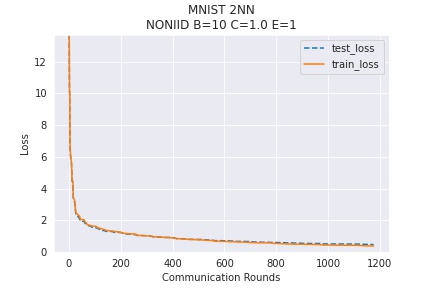 MNIST 2NN
NONIID B=10 C=1.0 E=1
test_loss
train_loss
12
10
8
6
4
2
0
Loss
0 200 400 600 800 1000 1200
Communication Rounds